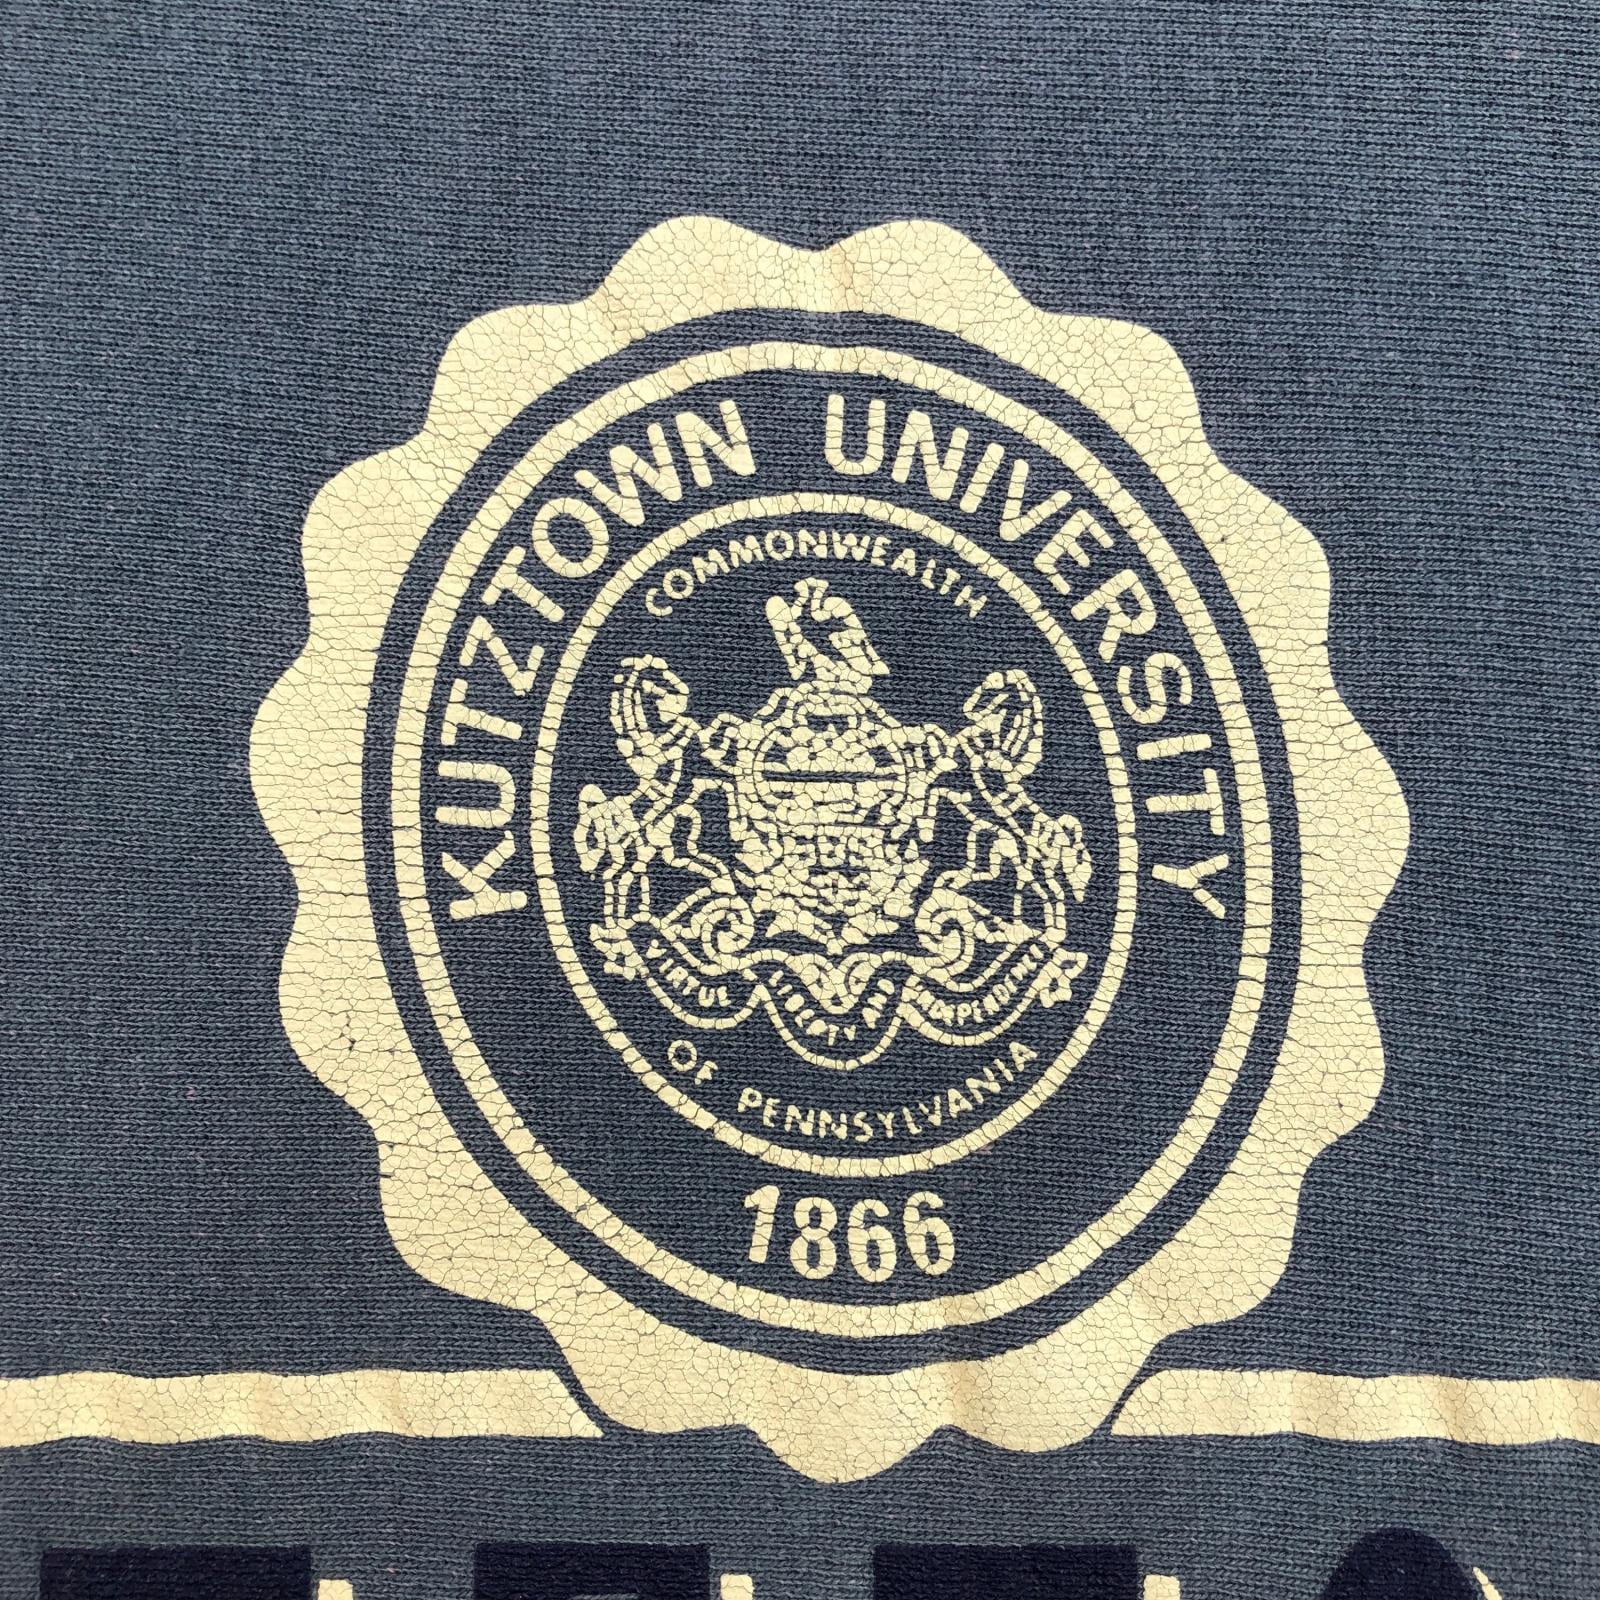 KUTZTOWN UNIVERSITY
COMMONWEALTH
VIRTUE LIBERTY AND INDEPENDENCE
OF PENNSYLVANIA
1866